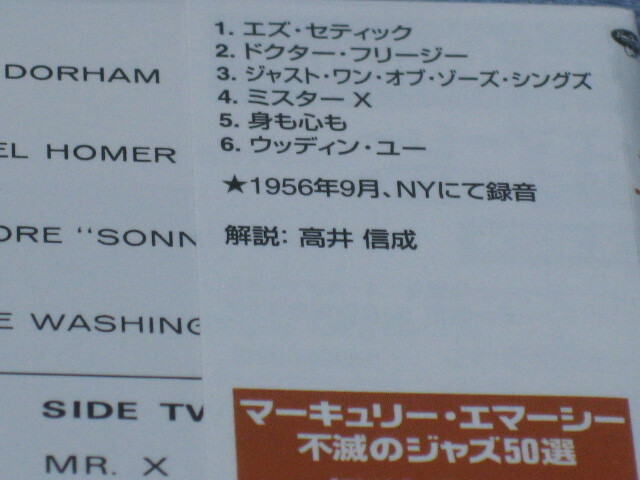 1. エズ・セティック
2. ドクター・フリージー
3. ジャスト・ワン・オブ・ゾーズ・シングズ
4. ミスターX
5. 身も心も
6. ウッディン・ユー
★1956年9月、NYにて録音
解説: 高井 信成
マーキュリー・エマーシー
不滅のジャズ50選
DORHAM
EL HOMER
ORE "SONN
E WASHING
SIDE TW
MR. X